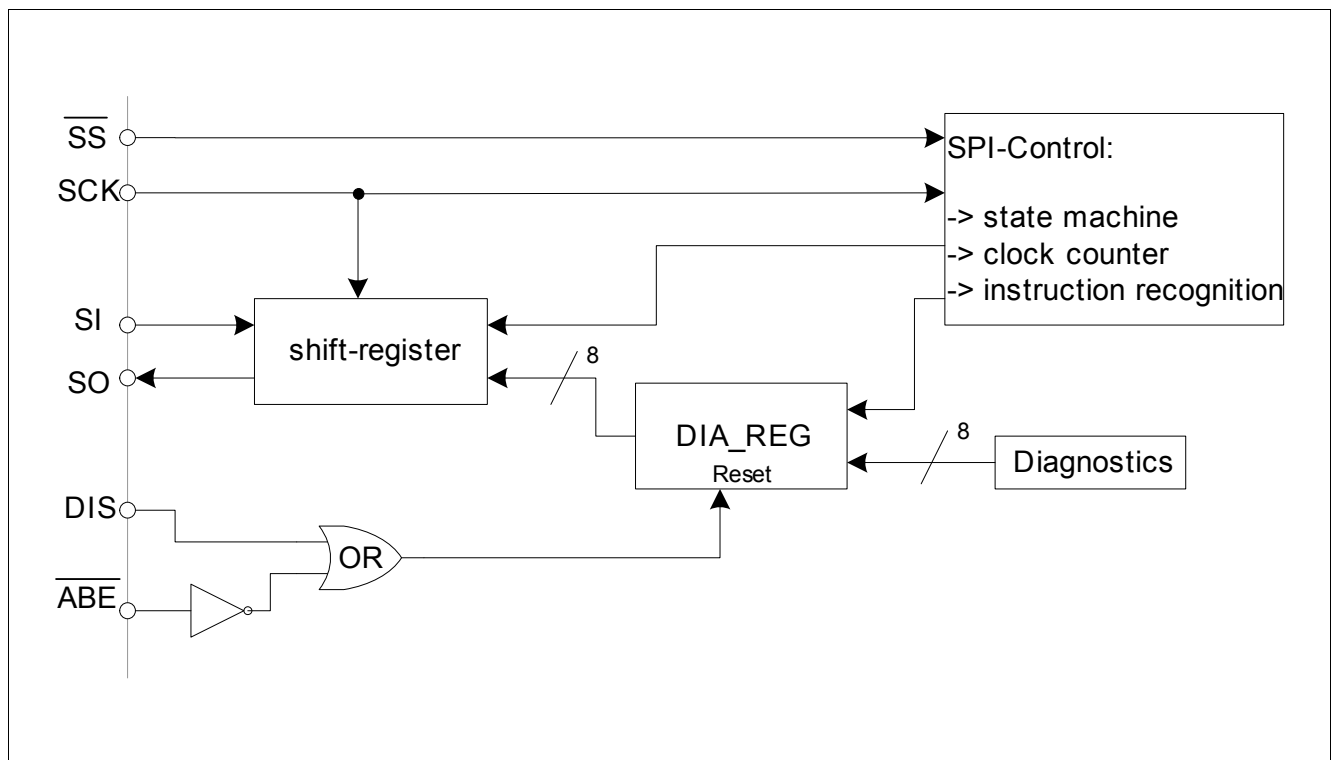 SS
SCK
SI
SO
DIS
ABE
SPI-Control:
-> state machine
-> clock counter
-> instruction recognition
shift-register
8
DIA_REG
Reset
8
Diagnostics
OR